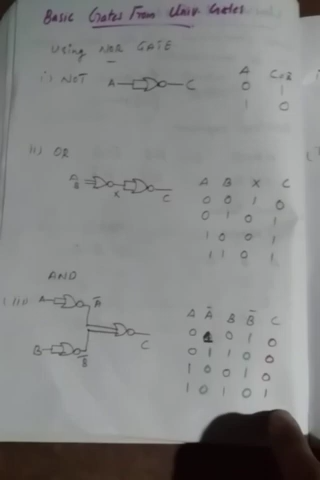 Basic Gates From Univ. Gates
Using NOR GATE
i) NOT
A C
A C
0 1
1 0
ii) OR
A
B X C
A B X C
0 0 1 0
0 1 0 1
1 0 0 1
1 1 0 1
AND
iii) A Ā
B B̄ C
A Ā B B̄ C
0 1 0 1 0
0 1 1 0 0
1 0 0 1 0
1 0 1 0 1